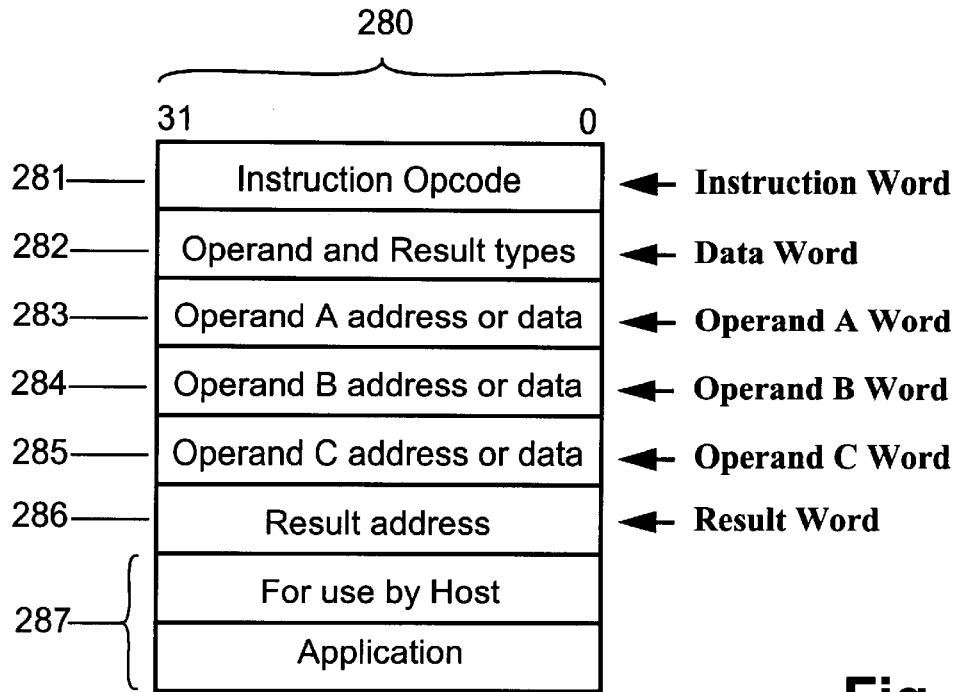 280
31 0
281 Instruction Opcode Instruction Word
282 Operand and Result types Data Word
283 Operand A address or data Operand A Word
284 Operand B address or data Operand B Word
285 Operand C address or data Operand C Word
286 Result address Result Word
287 For use by Host
Application